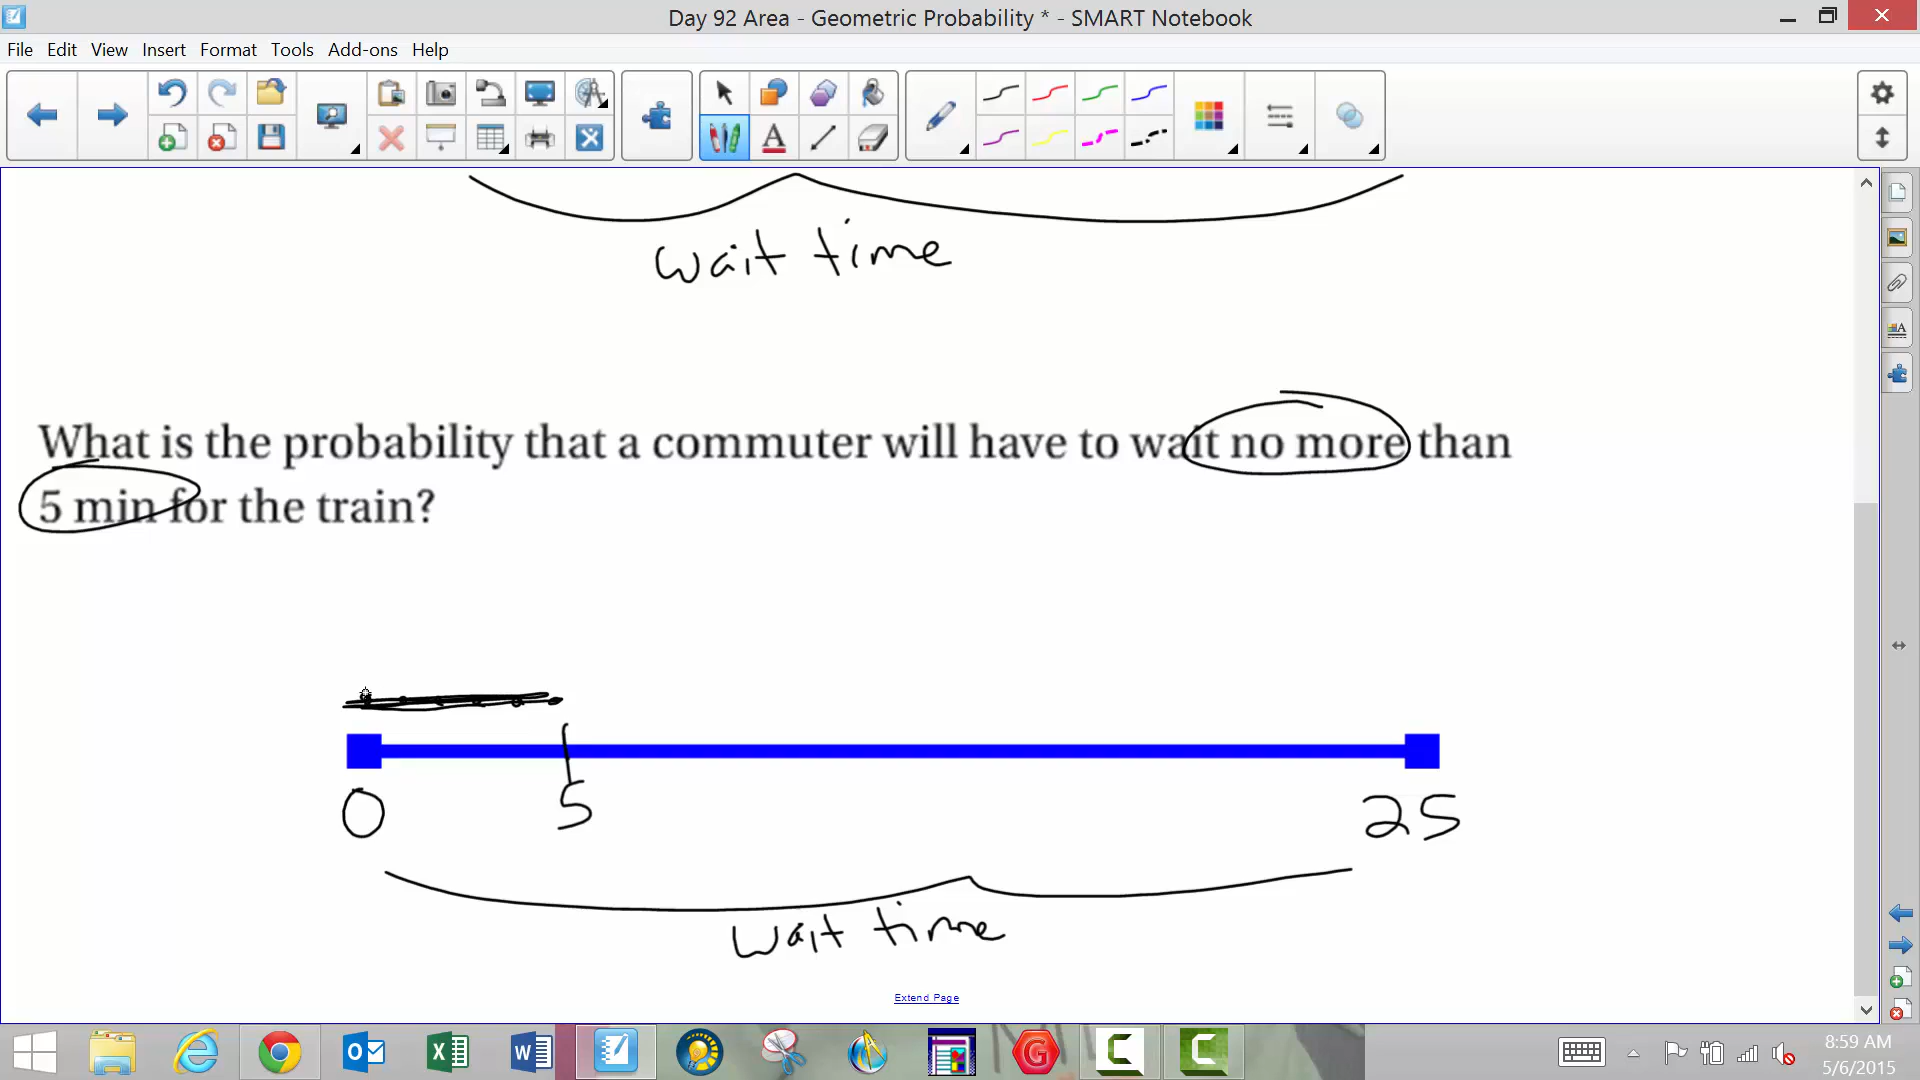 Day 92 Area - Geometric Probability * - SMART Notebook
File Edit View Insert Format Tools Add-ons Help
wait time
What is the probability that a commuter will have to wait no more than
5 min for the train?
0 5 25
wait time
Extend Page
8:59 AM
5/6/2015